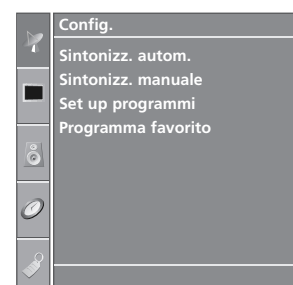 Config.
Sintonizz. autom.
Sintonizz. manuale
Set up programmi
Programma favorito